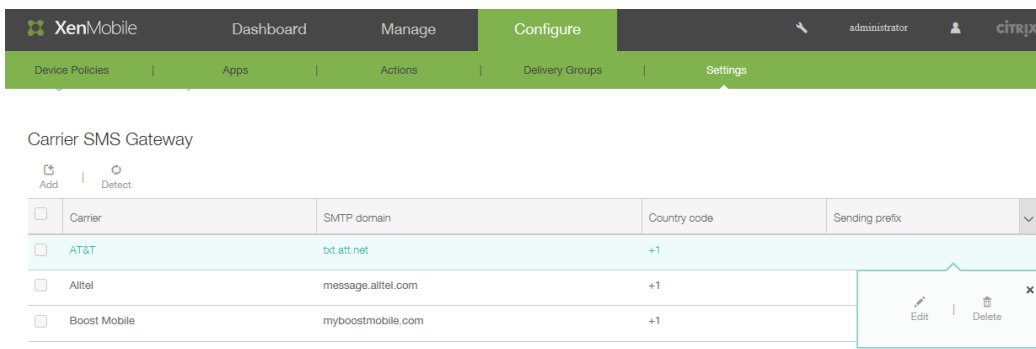 XenMobile Dashboard Manage Configure administrator CİTRIX
Device Policies | Apps | Actions | Delivery Groups | Settings
Carrier SMS Gateway
Add | Detect
Carrier SMTP domain Country code Sending prefix
AT&T txt.att.net +1
Alltel message.alltel.com +1
Boost Mobile myboostmobile.com +1
Edit | Delete